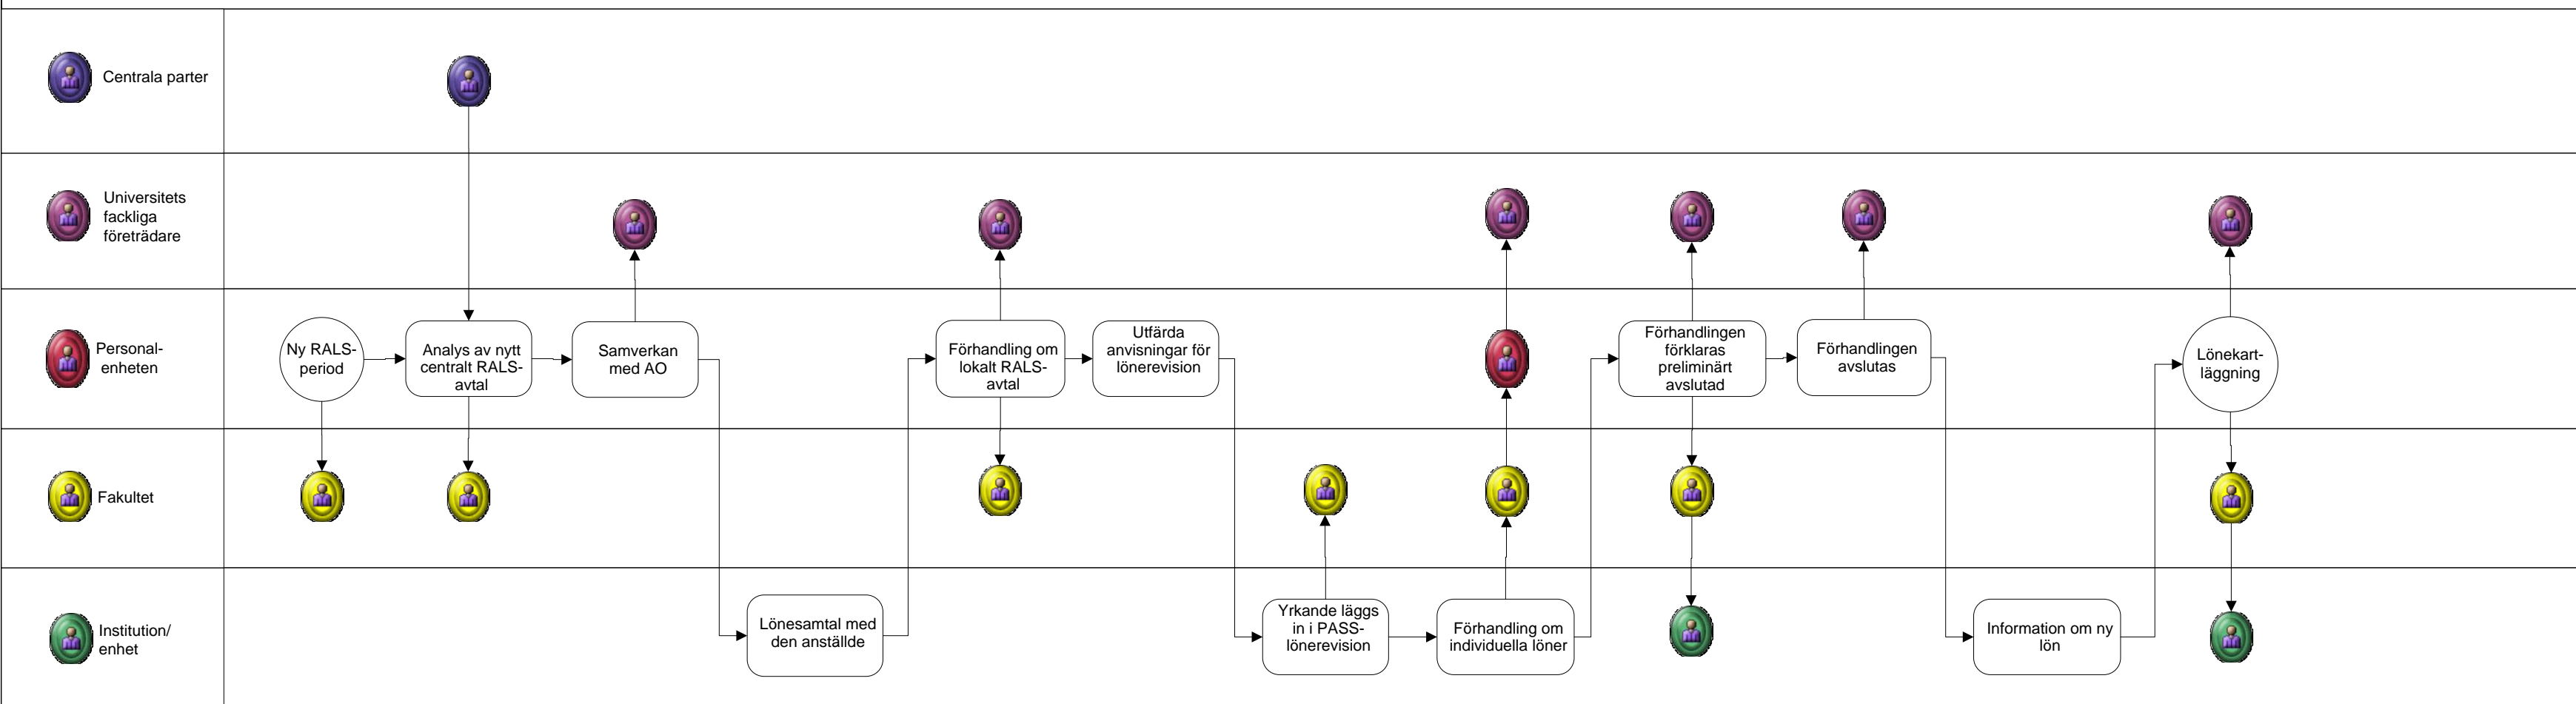 Centrala parter
Universitets
fackliga
företrädare
Personal-
enheten
Ny RALS-
period
Analys av nytt
centralt RALS-
avtal
Samverkan
med AO
Förhandling om
lokalt RALS-
avtal
Utfärda
anvisningar för
lönerevision
Förhandlingen
förklaras
preliminärt
avslutad
Förhandlingen
avslutas
Lönekart-
läggning
Fakultet
Institution/
enhet
Lönesamtal med
den anställde
Yrkande läggs
in i PASS-
lönerevision
Förhandling om
individuella löner
Information om ny
lön